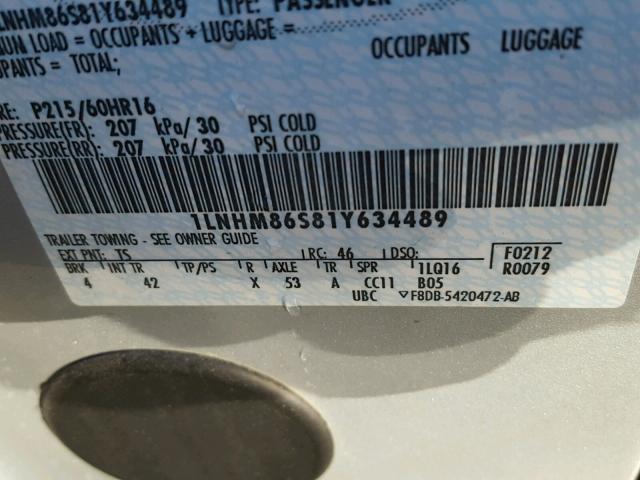 LNHM86S81Y634489 TYPE: PASSENGER
UN LOAD = OCCUPANTS + LUGGAGE = OCCUPANTS LUGGAGE
UPANTS = TOTAL;
RE: P215/60HR16
PRESSURE(FR): 207 kPa/30 PSI COLD
PRESSURE(RR): 207 kPa/30 PSI COLD
1LNHM86S81Y634489
TRAILER TOWING - SEE OWNER GUIDE
EXT PNT: TS RC: 46 DSO: F0212
BRK INT TR TP/PS R AXLE TR SPR 1LQ16 R0079
4 42 X 53 A CC11 B05
UBC ▽F8DB-5420472-AB